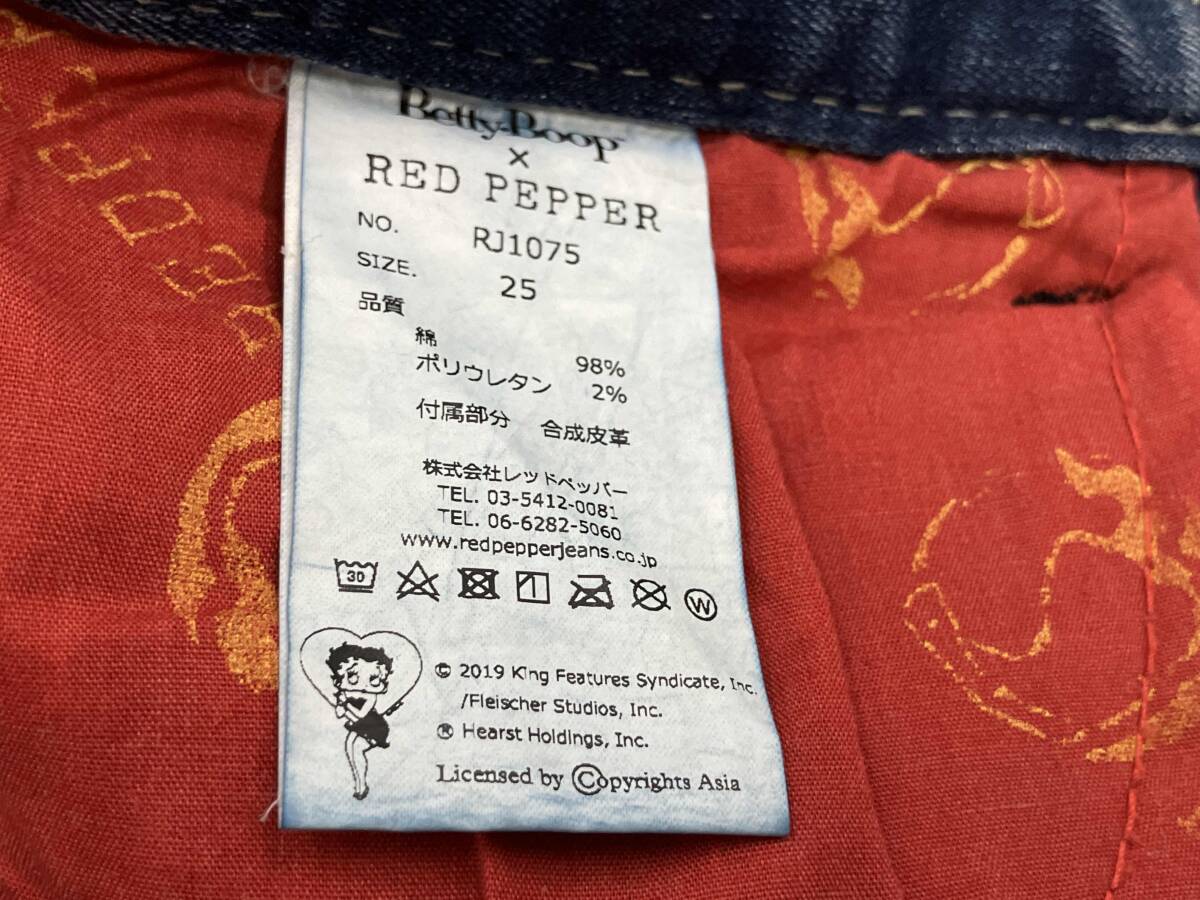 Betty Boop™
×
RED PEPPER
NO. RJ1075
SIZE. 25
品質
綿 98%
ポリウレタン 2%
付属部分 合成皮革
株式会社レッドペッパー
TEL. 03-5412-0081
TEL. 06-6282-5060
www.redpepperjeans.co.jp
30
W
© 2019 King Features Syndicate, Inc.
/Fleischer Studios, Inc.
® Hearst Holdings, Inc.
Licensed by ©opyrights Asia